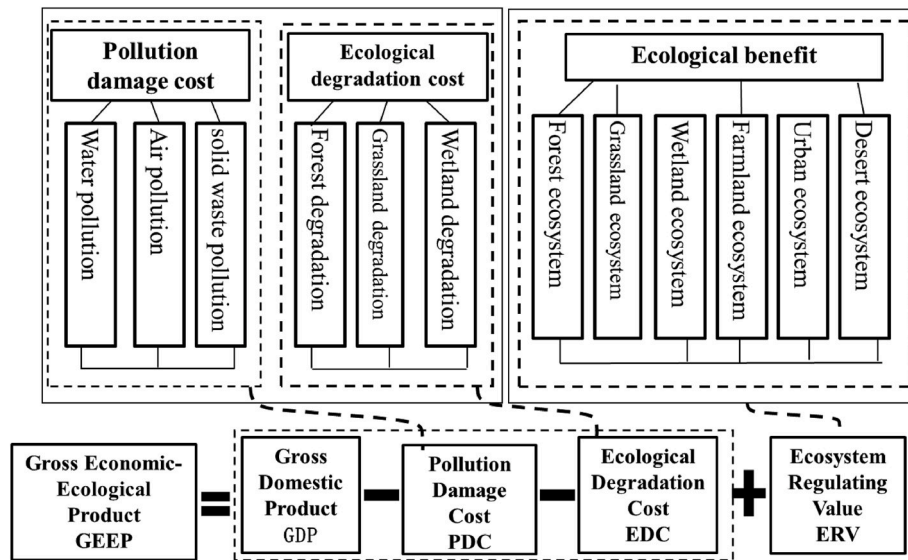 Pollution
damage cost
Water pollution
Air pollution
solid waste pollution
Ecological
degradation cost
Forest degradation
Grassland degradation
Wetland degradation
Ecological benefit
Forest ecosystem
Grassland ecosystem
Wetland ecosystem
Farmland ecosystem
Urban ecosystem
Desert ecosystem
Gross Economic-
Ecological
Product
GEEP
=
Gross
Domestic
Product
GDP
−
Pollution
Damage
Cost
PDC
−
Ecological
Degradation
Cost
EDC
+
Ecosystem
Regulating
Value
ERV